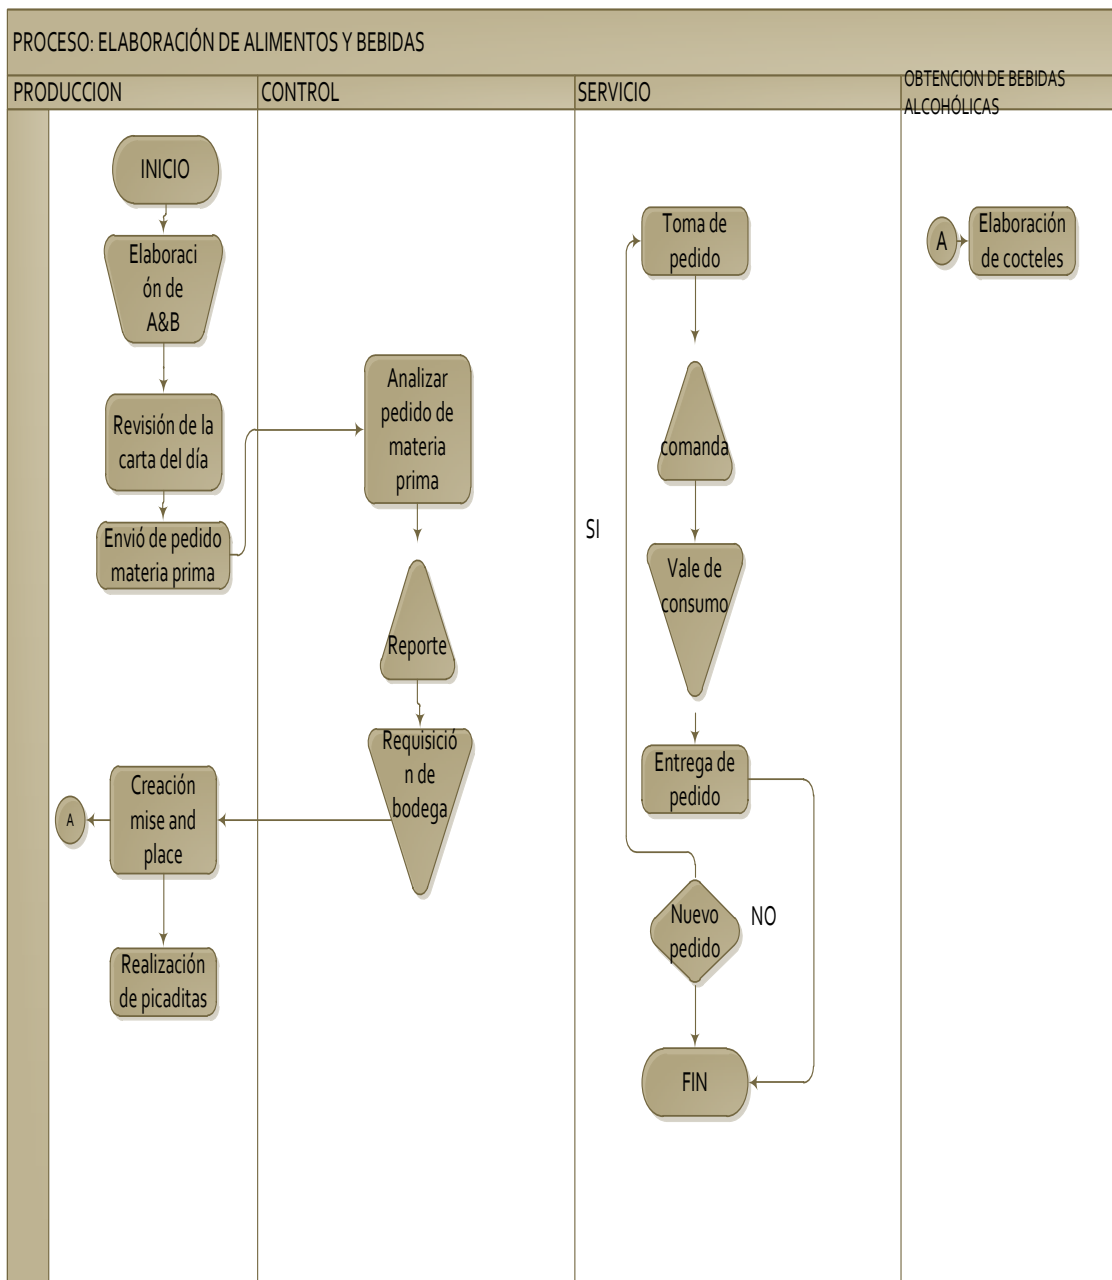 PROCESO: ELABORACIÓN DE ALIMENTOS Y BEBIDAS
PRODUCCION
CONTROL
SERVICIO
OBTENCION DE BEBIDAS
ALCOHÓLICAS
INICIO
Elaboraci
ón de
A&B
Revisión de la
carta del día
Envió de pedido
materia prima
Creación
mise and
place
A
Realización
de picaditas
Analizar
pedido de
materia
prima
Reporte
Requisició
n de
bodega
Toma de
pedido
comanda
SI
Vale de
consumo
Entrega de
pedido
Nuevo
pedido
NO
FIN
A
Elaboración
de cocteles